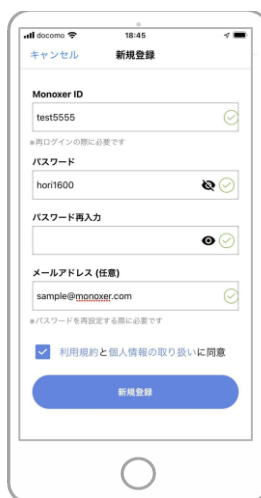 docomo 18:45
キャンセル 新規登録
Monoxer ID
test5555
※再ログインの際に必要です
パスワード
hori1600
パスワード再入力
メールアドレス (任意)
sample@monoxer.com
※パスワードを再設定する際に必要です
利用規約と個人情報の取り扱いに同意
新規登録